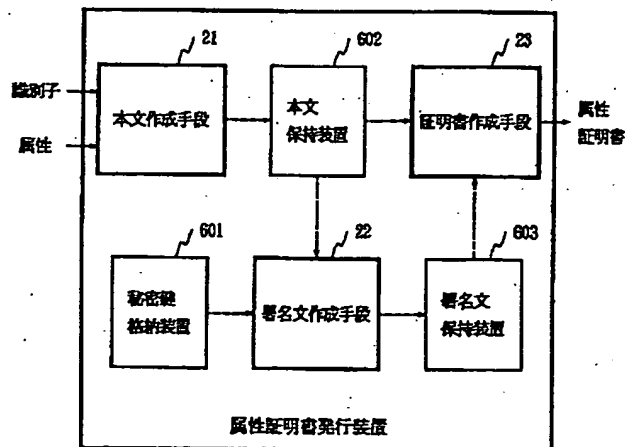 21
602
23
識別子
属性
本文作成手段
本文
保持装置
証明書作成手段
属性
証明書
601
22
603
秘密鍵
格納装置
署名文作成手段
署名文
保持装置
属性証明書発行装置